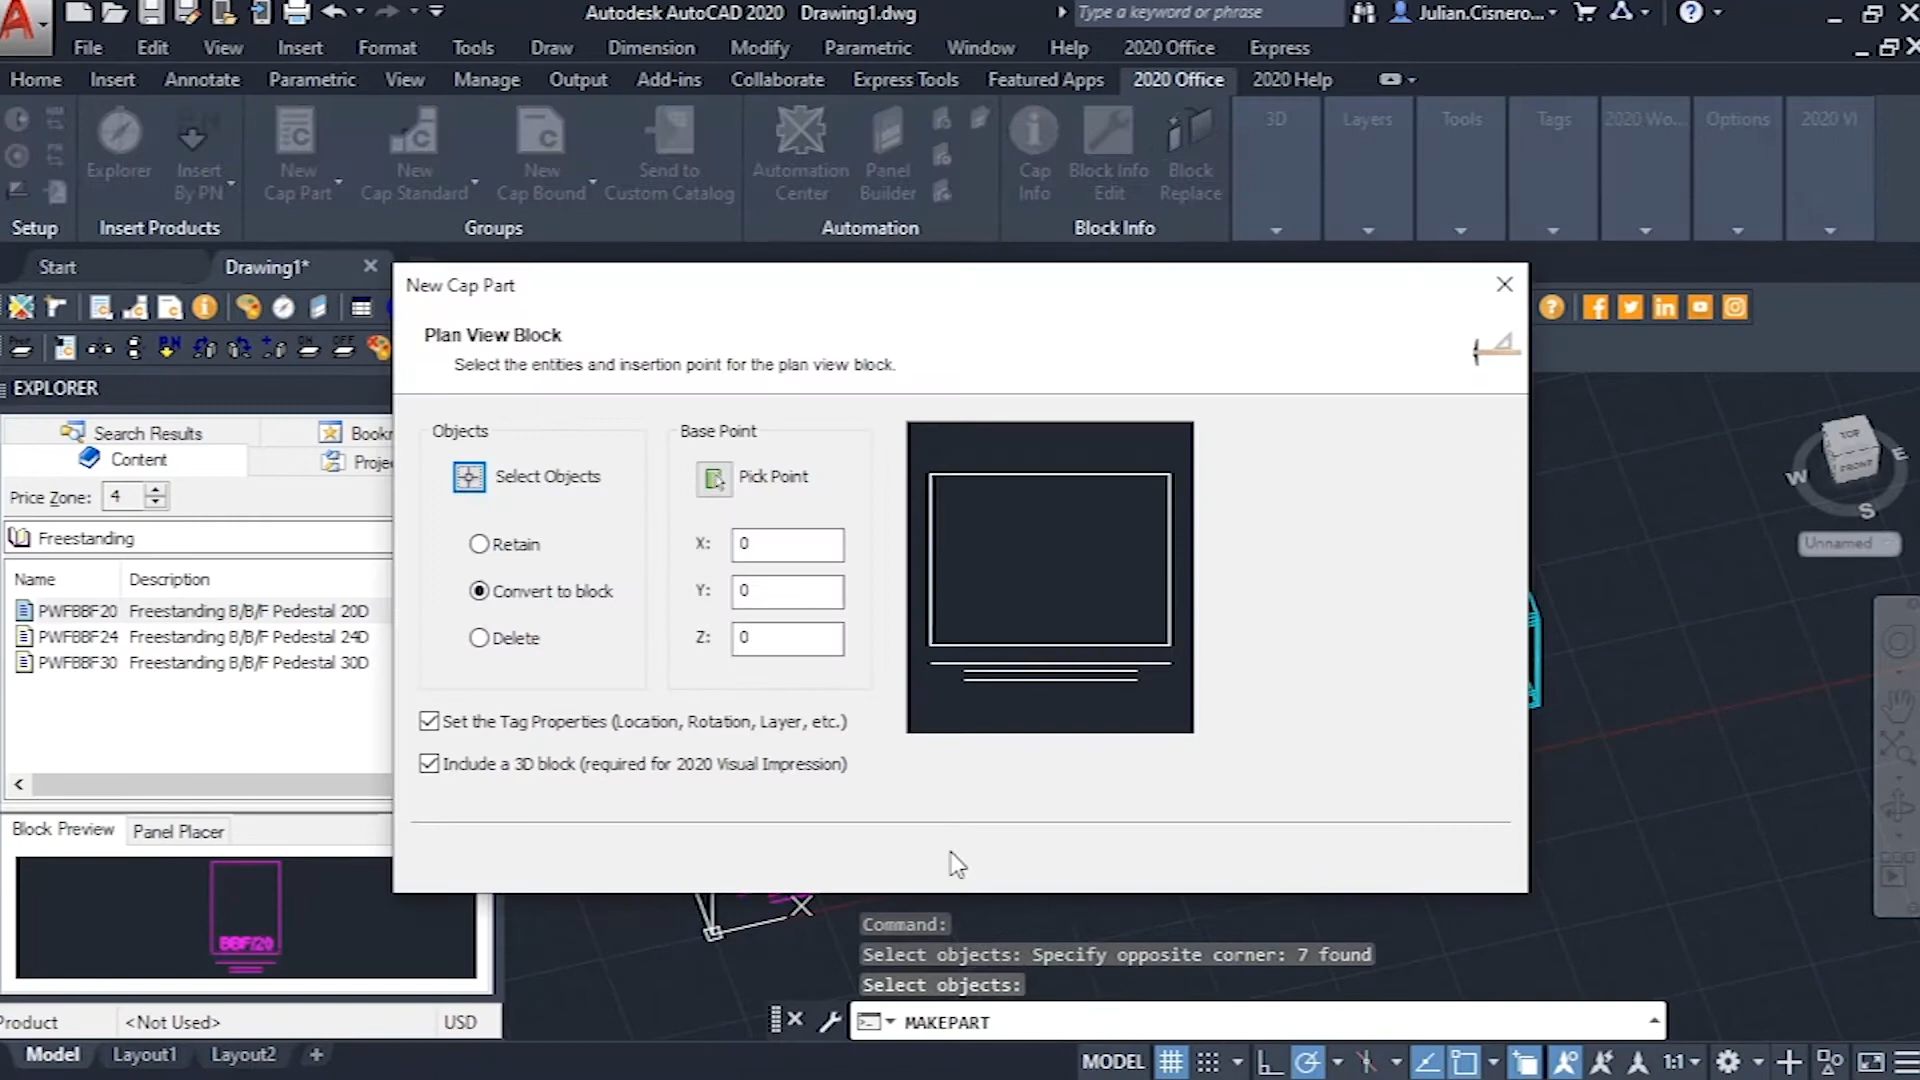 Autodesk AutoCAD 2020 Drawing1.dwg
Type a keyword or phrase
Julian.Cisnero...
File Edit View Insert Format Tools Draw Dimension Modify Parametric Window Help 2020 Office Express
Home Insert Annotate Parametric View Manage Output Add-ins Collaborate Express Tools Featured Apps 2020 Office 2020 Help
Explorer
Insert
By PN
New
Cap Part
New
Cap Standard
New
Cap Bound
Send to
Custom Catalog
Automation
Center
Panel
Builder
Cap
Info
Block Info
Edit
Block
Replace
3D Layers Tools Tags 2020 Wo... Options 2020 VI
Setup Insert Products Groups Automation Block Info
Start Drawing1*
New Cap Part
Plan View Block
Select the entities and insertion point for the plan view block.
EXPLORER
Search Results
Content
Price Zone: 4
Freestanding
Name Description
PWFBBF20 Freestanding B/B/F Pedestal 20D
PWFBBF24 Freestanding B/B/F Pedestal 24D
PWFBBF30 Freestanding B/B/F Pedestal 30D
Block Preview Panel Placer
BBF/20
Objects
Select Objects
Retain
Convert to block
Delete
Base Point
Pick Point
X: 0
Y: 0
Z: 0
Set the Tag Properties (Location, Rotation, Layer, etc.)
Include a 3D block (required for 2020 Visual Impression)
TOP
FRONT
W
E
S
Unnamed
Command:
Select objects: Specify opposite corner: 7 found
Select objects:
MAKEPART
Product <Not Used> USD
Model Layout1 Layout2 +
MODEL 1:1